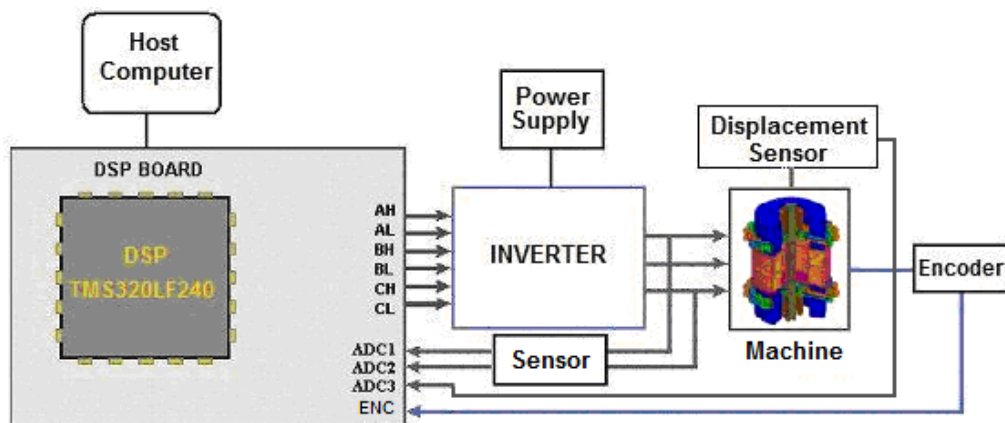 Host
Computer
Power
Supply
Displacement
Sensor
DSP BOARD
DSP
TMS320LF240
AH
AL
BH
BL
CH
CL
INVERTER
Encoder
Machine
Sensor
ADC1
ADC2
ADC3
ENC